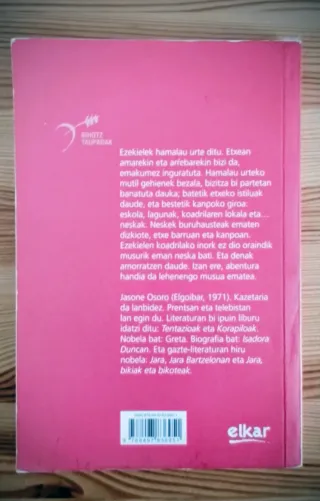 BIHOTZ
TAUPADAK
Ezekielek hamalau urte ditu. Etxean
amarekin eta arrebarekin bizi da,
emakumez inguratuta. Hamalau urteko
mutil gehienek bezala, bizitza bi partetan
banatuta dauka; batetik etxeko istiluak
daude, eta bestetik kanpoko giroa:
eskola, lagunak, koadrilaren lokala eta...
neskak. Neskek buruhausteak ematen
dizkiote, etxe barruan eta kanpoan.
Ezekielen koadrilako inork ez dio oraindik
musurik eman neska bati. Eta denak
amorratzen daude. Izan ere, abentura
handia da lehenengo musua ematea.
Jasone Osoro (Elgoibar, 1971). Kazetaria
da lanbidez. Prentsan eta telebistan
lan egin du. Literaturan bi ipuin liburu
idatzi ditu: Tentazioak eta Korapiloak.
Nobela bat: Greta. Biografia bat: Isadora
Duncan. Eta gazte-literaturan hiru
nobela: Jara, Jara Bartzelonan eta Jara,
bikiak eta bikoteak.
elkar